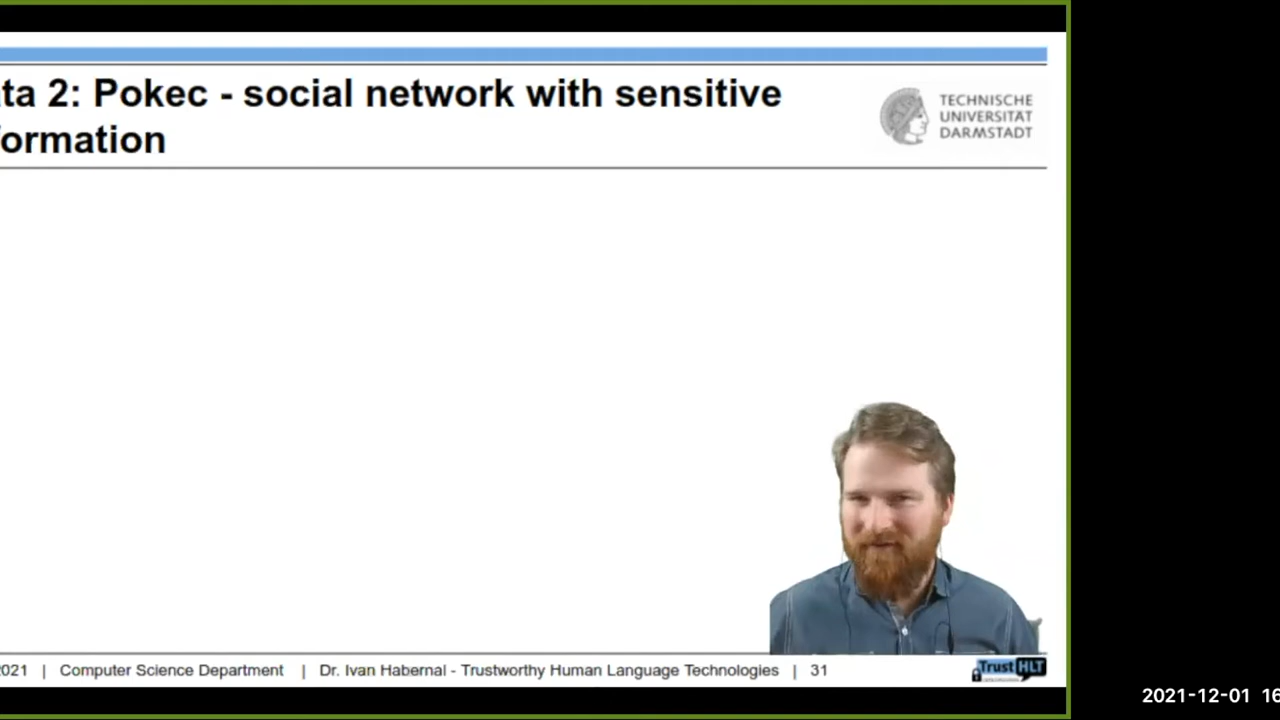 ta 2: Pokec - social network with sensitive
formation
TECHNISCHE
UNIVERSITÄT
DARMSTADT
2021 | Computer Science Department | Dr. Ivan Habernal - Trustworthy Human Language Technologies | 31
Trust HLT
2021-12-01 16